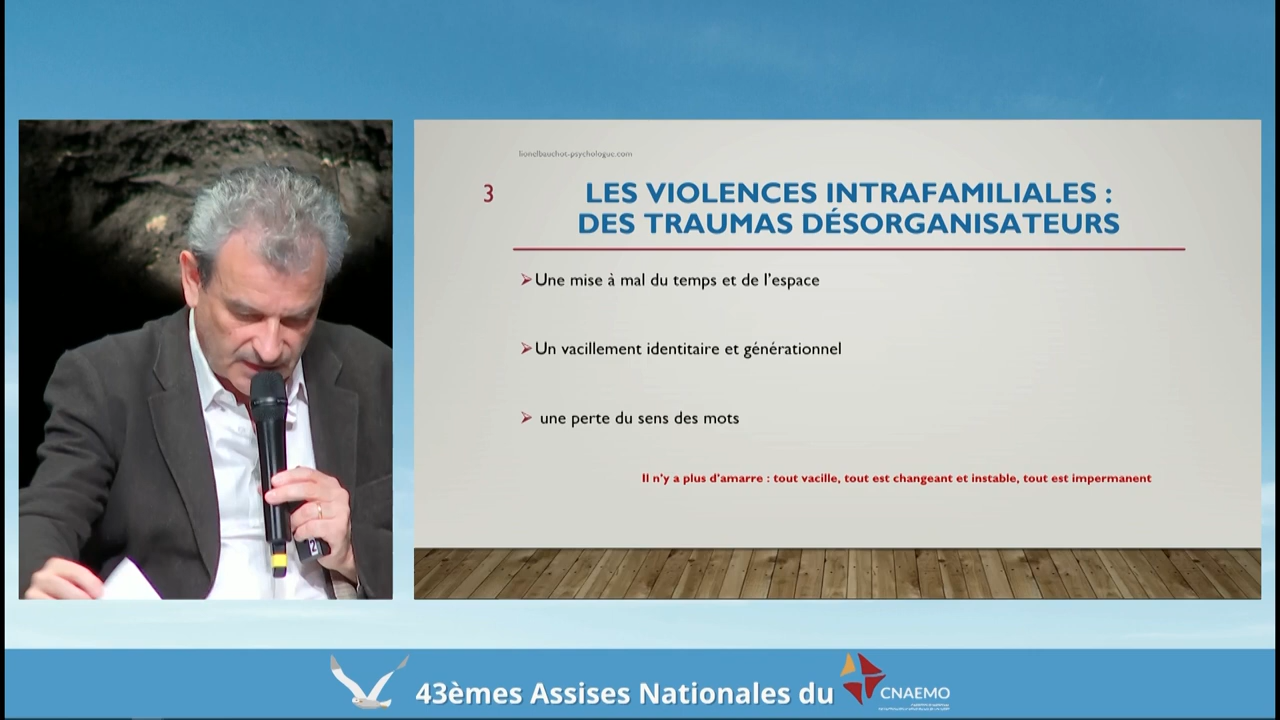 lionelbauchot-psychologue.com
3
LES VIOLENCES INTRAFAMILIALES :
DES TRAUMAS DÉSORGANISATEURS
Une mise à mal du temps et de l'espace
Un vacillement identitaire et générationnel
une perte du sens des mots
Il n'y a plus d'amarre : tout vacille, tout est changeant et instable, tout est impermanent
43èmes Assises Nationales du
CNAEMO